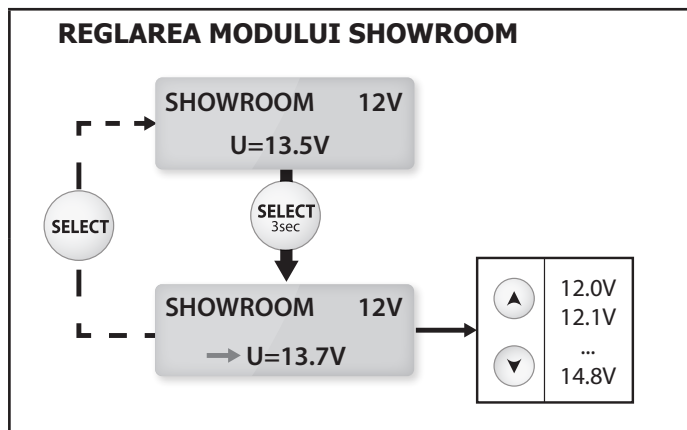 REGLAREA MODULUI SHOWROOM
SHOWROOM 12V
U=13.5V
SELECT
SELECT
3sec
SHOWROOM 12V
U=13.7V
12.0V
12.1V
...
14.8V